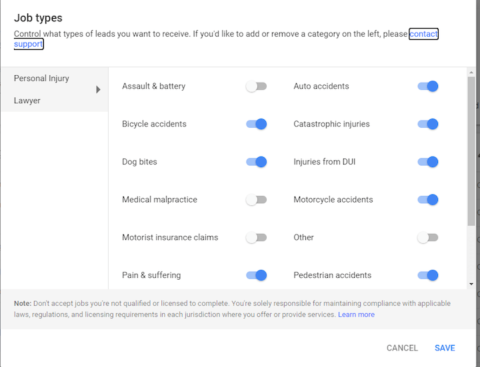 Job types
Control what types of leads you want to receive. If you'd like to add or remove a category on the left, please contact
support
Personal Injury
Lawyer
Assault & battery
Auto accidents
Bicycle accidents
Catastrophic injuries
Dog bites
Injuries from DUI
Medical malpractice
Motorcycle accidents
Motorist insurance claims
Other
Pain & suffering
Pedestrian accidents
Note: Don't accept jobs you're not qualified or licensed to complete. You're solely responsible for maintaining compliance with applicable
laws, regulations, and licensing requirements in each jurisdiction where you offer or provide services. Learn more
CANCEL SAVE